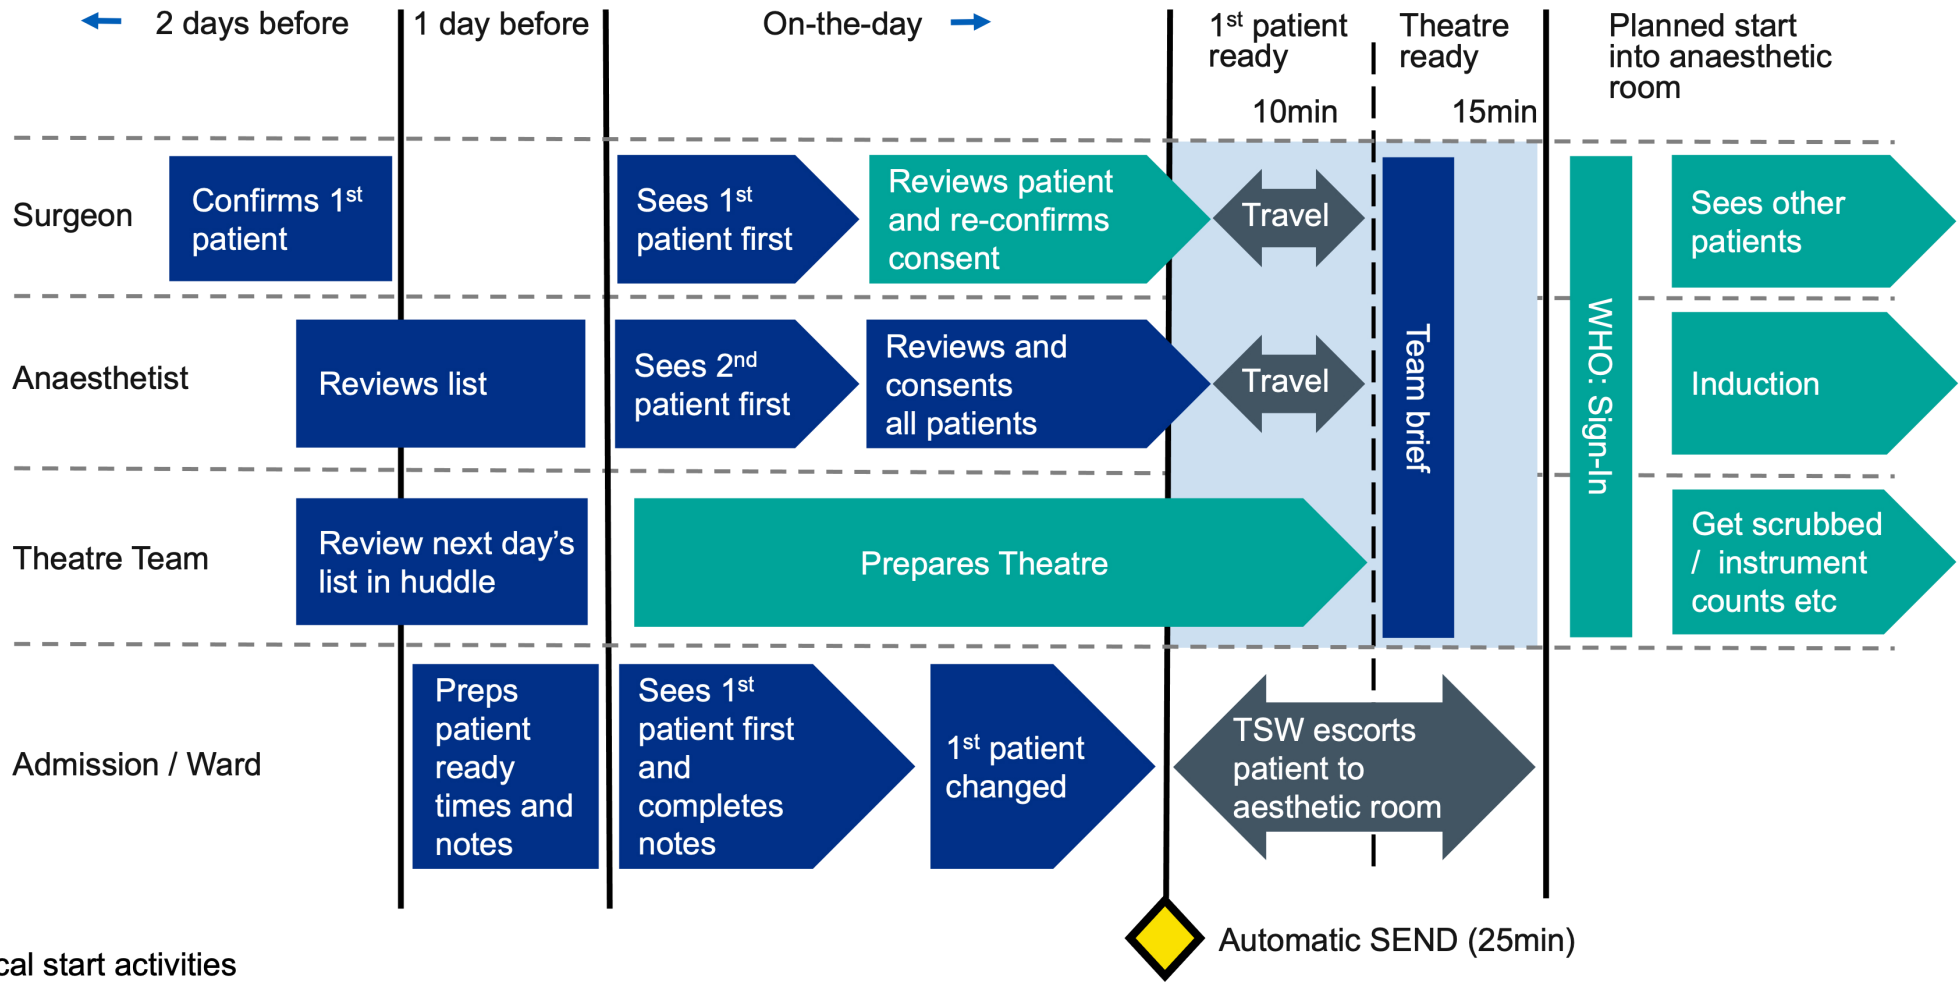 2 days before
1 day before
On-the-day
1st patient
ready
10min
Theatre
ready
15min
Planned start
into anaesthetic
room
Surgeon
Confirms 1st
patient
Sees 1st
patient first
Reviews patient
and re-confirms
consent
Travel
Team brief
WHO: Sign-In
Sees other
patients
Anaesthetist
Reviews list
Sees 2nd
patient first
Reviews and
consents
all patients
Travel
Induction
Theatre Team
Review next day’s
list in huddle
Prepares Theatre
Get scrubbed
/ instrument
counts etc
Admission / Ward
Preps
patient
ready
times and
notes
Sees 1st
patient first
and
completes
notes
1st patient
changed
TSW escorts
patient to
aesthetic room
Automatic SEND (25min)
cal start activities